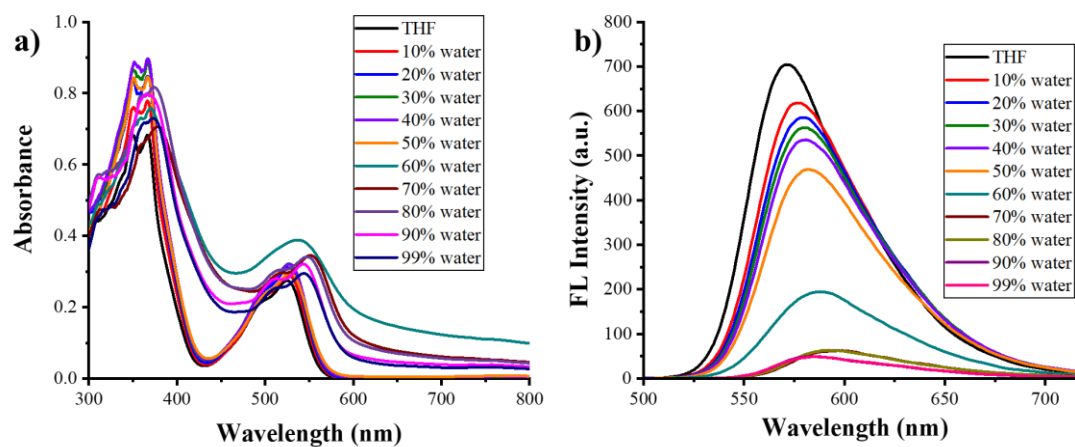 a)
Absorbance
1.0
0.8
0.6
0.4
0.2
0.0
300
400
500
600
700
800
Wavelength (nm)
THF
10% water
20% water
30% water
40% water
50% water
60% water
70% water
80% water
90% water
99% water
b)
FL Intensity (a.u.)
800
700
600
500
400
300
200
100
0
500
550
600
650
700
Wavelength (nm)
THF
10% water
20% water
30% water
40% water
50% water
60% water
70% water
80% water
90% water
99% water